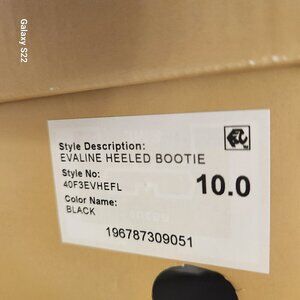 Galaxy S22
Style Description:
EVALINE HEELED BOOTIE
Style No:
40F3EVHEFL
10.0
Color Name:
BLACK
196787309051